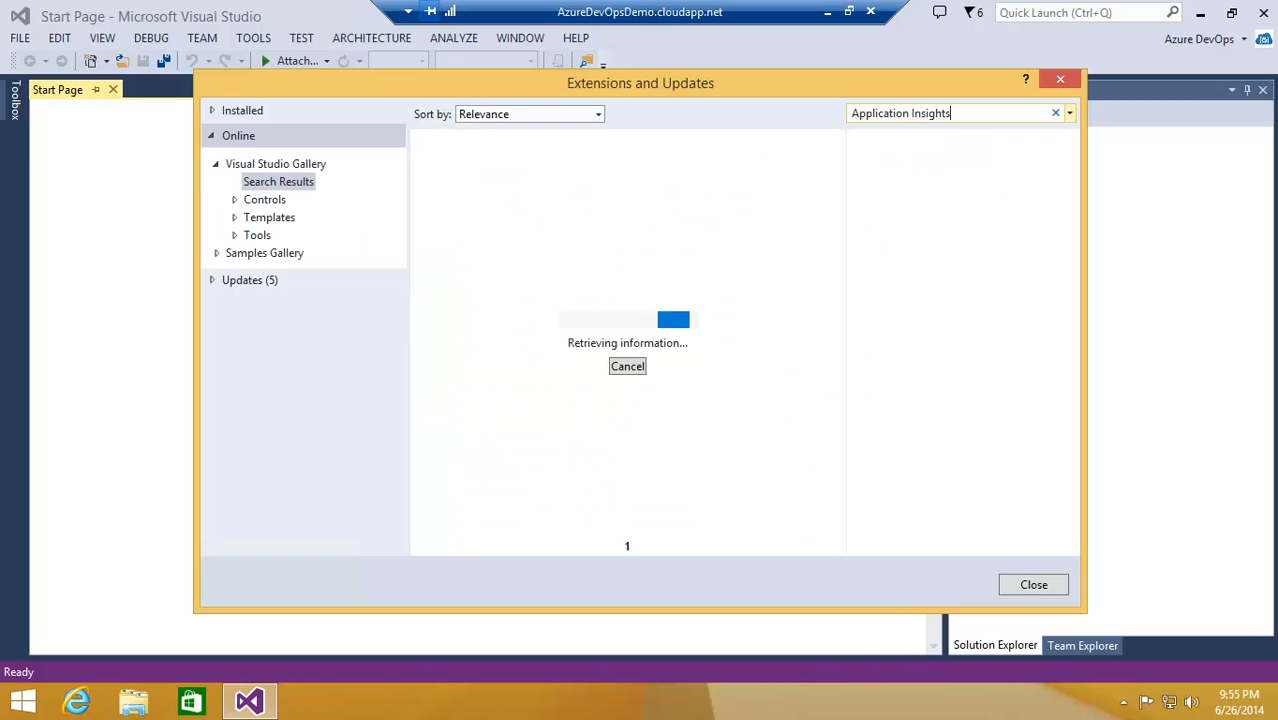 Start Page - Microsoft Visual Studio
AzureDevOpsDemo.cloudapp.net
6
Quick Launch (Ctrl+Q)
FILE EDIT VIEW DEBUG TEAM TOOLS TEST ARCHITECTURE ANALYZE WINDOW HELP
Azure DevOps
Attach...
Toolbox
Start Page
Extensions and Updates
?
Installed
Sort by: Relevance
Application Insights
Online
Visual Studio Gallery
Search Results
Controls
Templates
Tools
Samples Gallery
Updates (5)
Retrieving information...
Cancel
1
Close
Solution Explorer Team Explorer
Ready
9:55 PM
6/26/2014